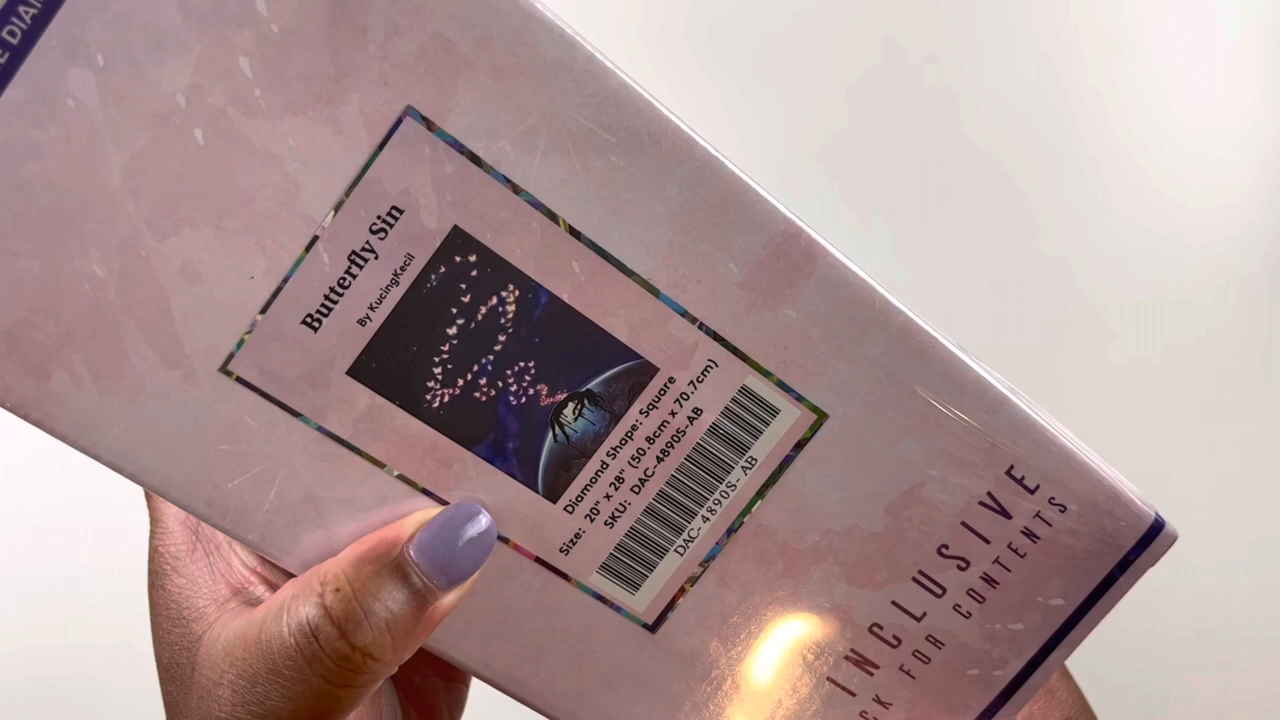 Butterfly Sin
By KucingKecil
Diamond Shape: Square
Size: 20" x 28" (50.8cm x 70.7cm)
SKU: DAC-4890S-AB
DAC- 4890S- AB
INCLUSIVE
FOR CONTENTS